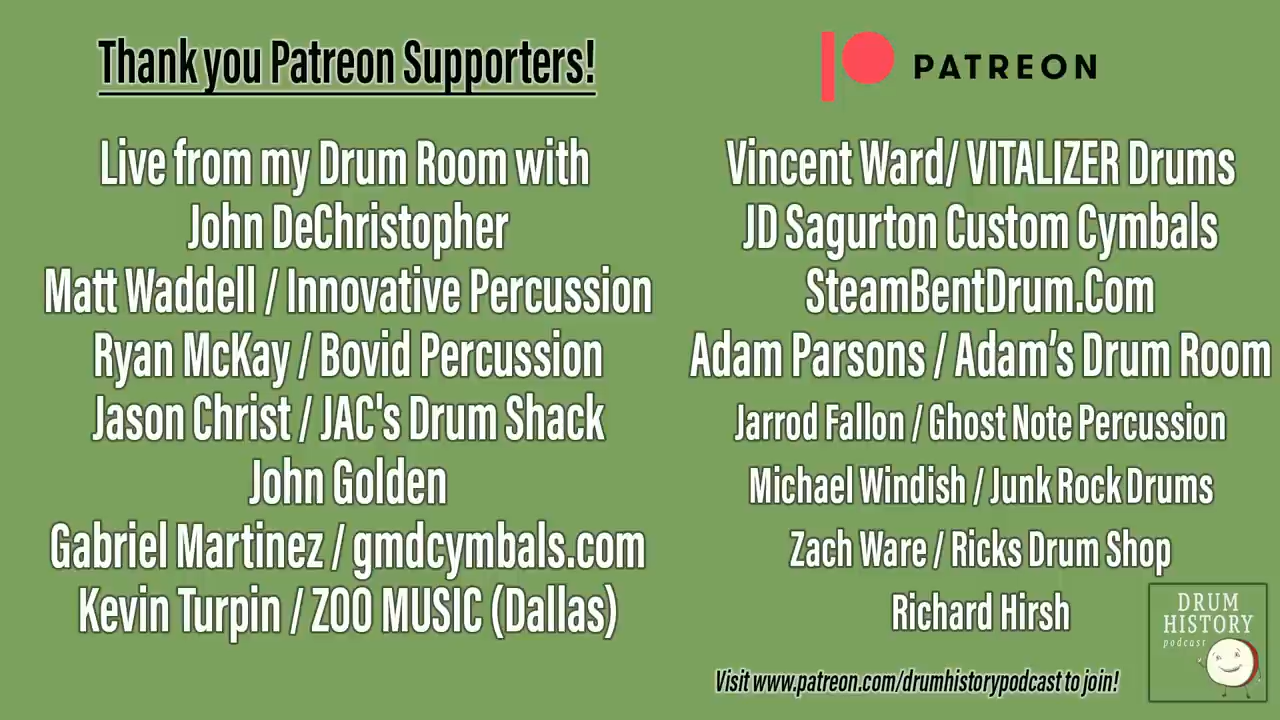 Thank you Patreon Supporters!
Live from my Drum Room with
John DeChristopher
Matt Waddell / Innovative Percussion
Ryan McKay / Bovid Percussion
Jason Christ / JAC's Drum Shack
John Golden
Gabriel Martinez / gmdcymbals.com
Kevin Turpin / ZOO MUSIC (Dallas)
PATREON
Vincent Ward/ VITALIZER Drums
JD Sagurton Custom Cymbals
SteamBentDrum.Com
Adam Parsons / Adam’s Drum Room
Jarrod Fallon / Ghost Note Percussion
Michael Windish / Junk Rock Drums
Zach Ware / Ricks Drum Shop
Richard Hirsh
Visit www.patreon.com/drumhistorypodcast to join!
DRUM
HISTORY
podcast